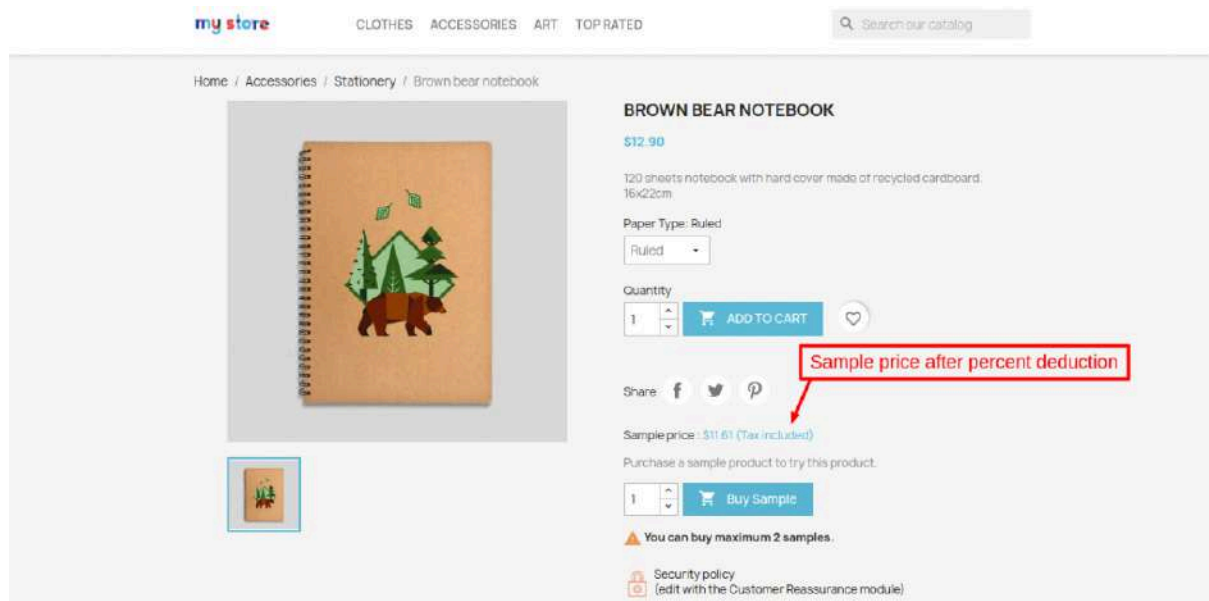 my store
CLOTHES ACCESSORIES ART TOP RATED
Search our catalog
Home / Accessories / Stationery / Brown bear notebook
BROWN BEAR NOTEBOOK
$12.90
120 sheets notebook with hard cover made of recycled cardboard.
16x22cm
Paper Type: Ruled
Ruled
Quantity
1 ADD TO CART
Sample price after percent deduction
Share
Sample price : $11.61 (Tax included)
Purchase a sample product to try this product.
1 Buy Sample
You can buy maximum 2 samples.
Security policy
(edit with the Customer Reassurance module)